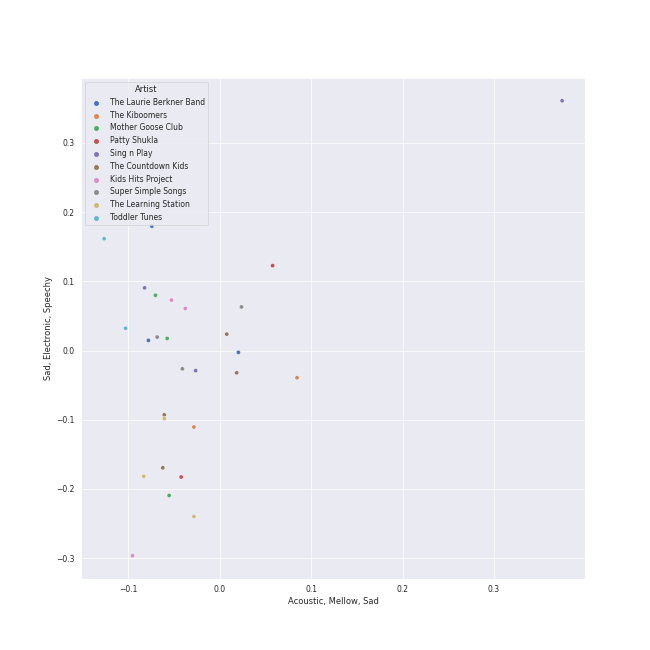 Artist
The Laurie Berkner Band
The Kiboomers
Mother Goose Club
Patty Shukla
Sing n Play
The Countdown Kids
Kids Hits Project
Super Simple Songs
The Learning Station
Toddler Tunes
Sad, Electronic, Speechy
0.3
0.2
0.1
0.0
−0.1
−0.2
−0.3
−0.1
0.0
0.1
0.2
0.3
Acoustic, Mellow, Sad